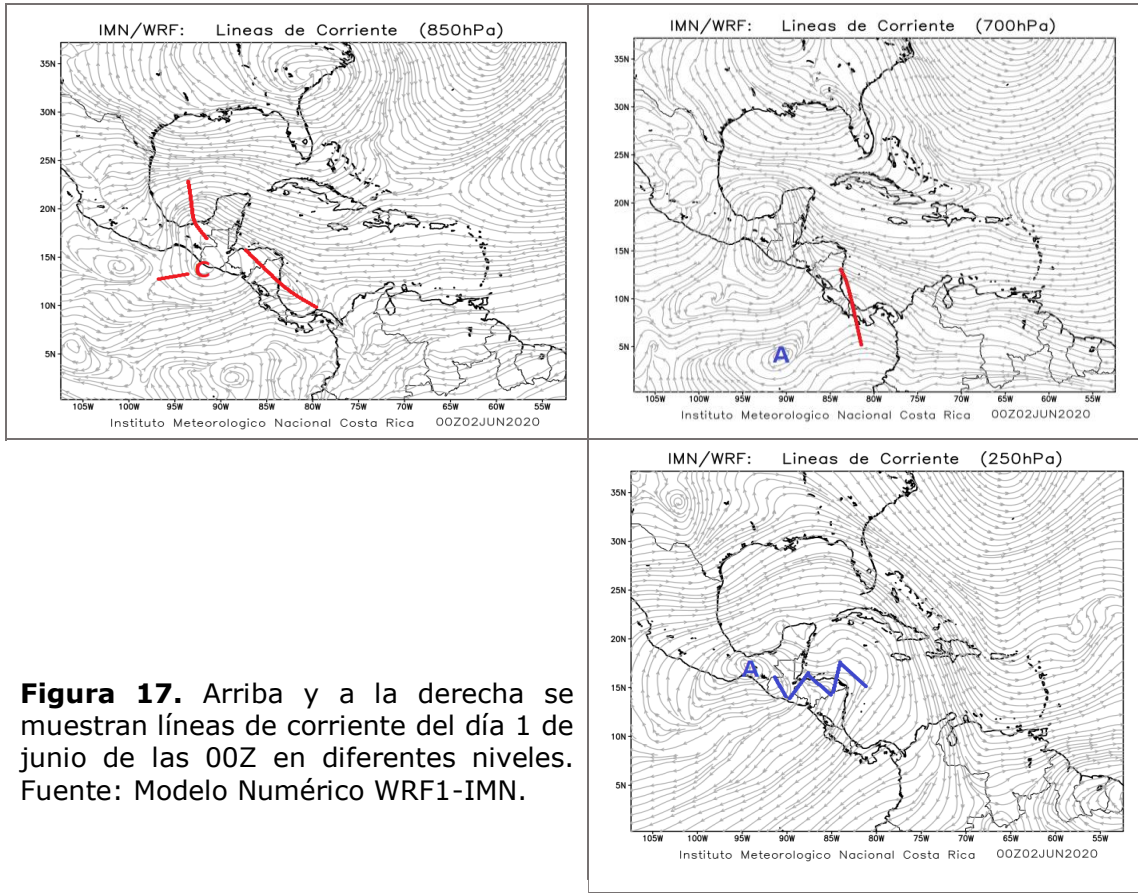 IMN/WRF: Lineas de Corriente (850hPa)
35N
30N
25N
20N
15N
10N
5N
C
105W 100W 95W 90W 85W 80W 75W 70W 65W 60W 55W
Instituto Meteorologico Nacional Costa Rica 00Z02JUN2020
IMN/WRF: Lineas de Corriente (700hPa)
35N
30N
25N
20N
15N
10N
5N
A
105W 100W 95W 90W 85W 80W 75W 70W 65W 60W 55W
Instituto Meteorologico Nacional Costa Rica 00Z02JUN2020
IMN/WRF: Lineas de Corriente (250hPa)
35N
30N
25N
20N
15N
10N
5N
A
105W 100W 95W 90W 85W 80W 75W 70W 65W 60W 55W
Instituto Meteorologico Nacional Costa Rica 00Z02JUN2020
Figura 17. Arriba y a la derecha se
muestran líneas de corriente del día 1 de
junio de las 00Z en diferentes niveles.
Fuente: Modelo Numérico WRF1-IMN.